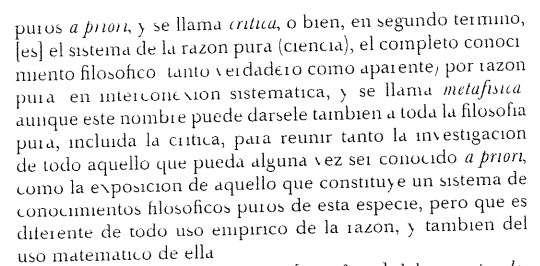 puros a priori, y se llama crítica, o bien, en segundo término,
[es] el sistema de la razón pura (ciencia), el completo conoci
miento filosófico tanto verdadero como aparente, por razón
pura en interconexión sistemática, y se llama metafísica
aunque este nombre puede dársele también a toda la filosofía
pura, incluida la crítica, para reunir tanto la investigación
de todo aquello que pueda alguna vez ser conocido a priori,
como la exposición de aquello que constituye un sistema de
conocimientos filosóficos puros de esta especie, pero que es
diferente de todo uso empírico de la razón, y también del
uso matemático de ella